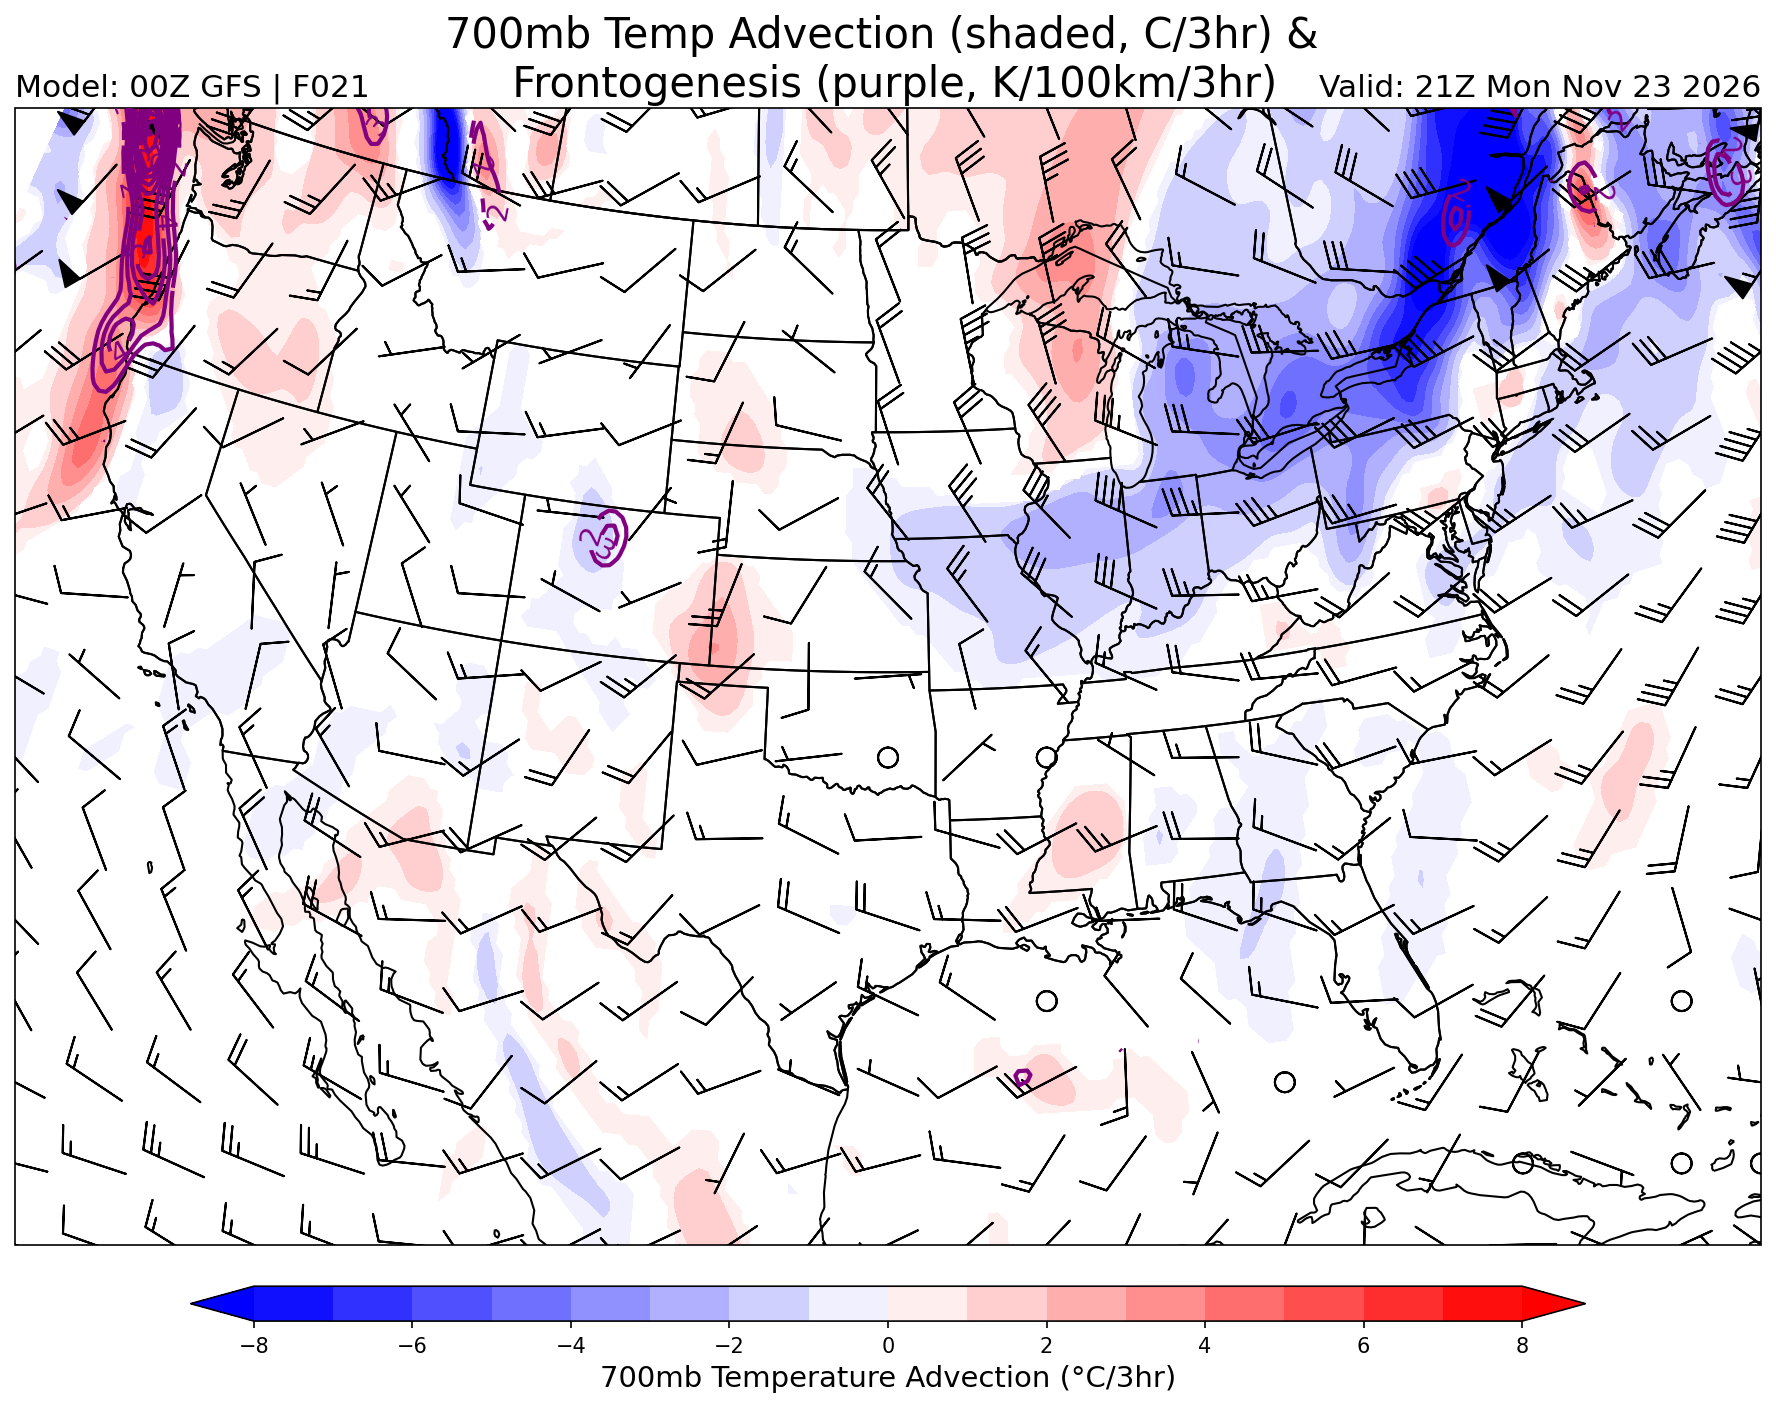 700mb Temp Advection (shaded, C/3hr) &
Frontogenesis (purple, K/100km/3hr)
Model: 00Z GFS | F021
Valid: 21Z Mon Nov 23 2026
−8 −6 −4 −2 0 2 4 6 8
700mb Temperature Advection (°C/3hr)